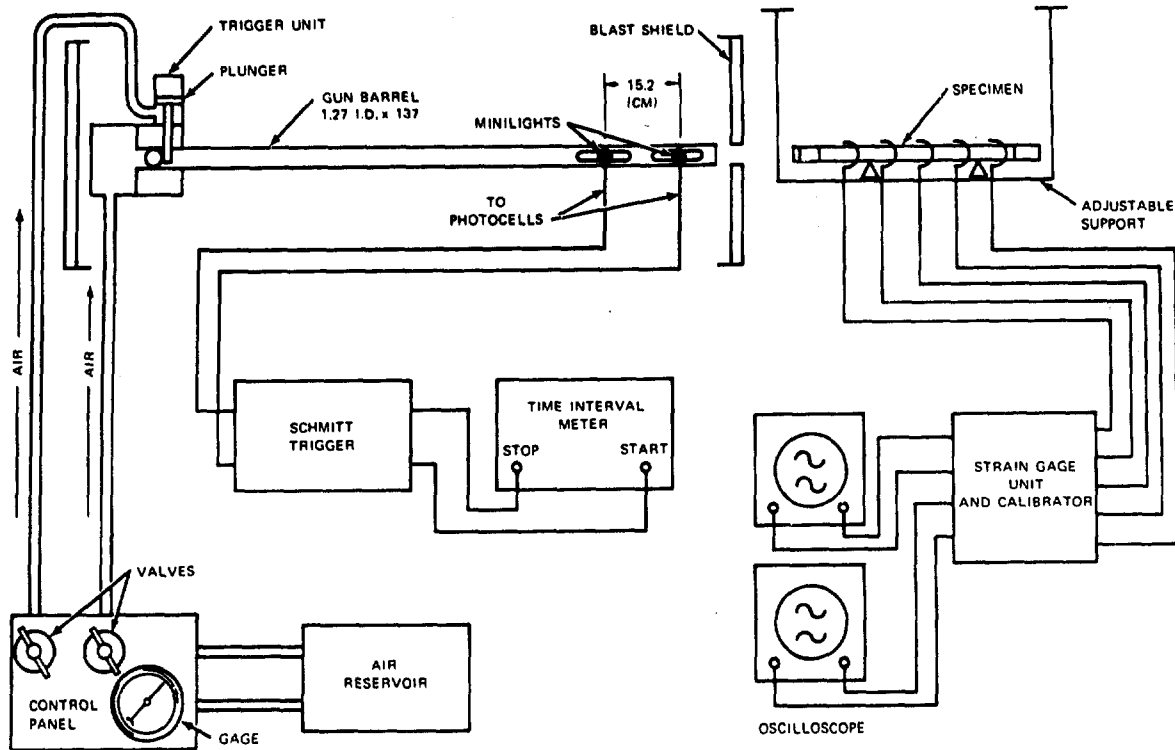 TRIGGER UNIT
PLUNGER
GUN BARREL
1.27 I.D. x 137
15.2
(CM)
MINILIGHTS
BLAST SHIELD
SPECIMEN
TO
PHOTOCELLS
ADJUSTABLE
SUPPORT
AIR
AIR
SCHMITT
TRIGGER
TIME INTERVAL
METER
STOP
START
STRAIN GAGE
UNIT
AND CALIBRATOR
VALVES
CONTROL
PANEL
GAGE
AIR
RESERVOIR
OSCILLOSCOPE